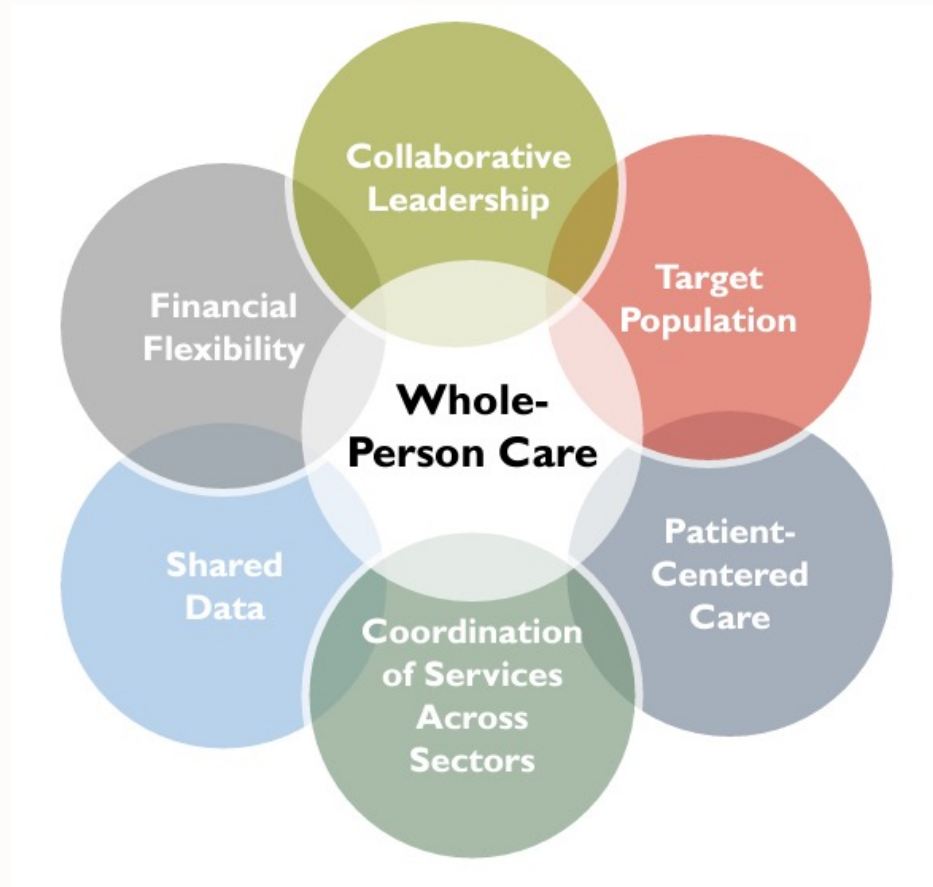 Collaborative
Leadership
Target
Population
Financial
Flexibility
Whole-
Person Care
Patient-
Centered
Care
Shared
Data
Coordination
of Services
Across
Sectors